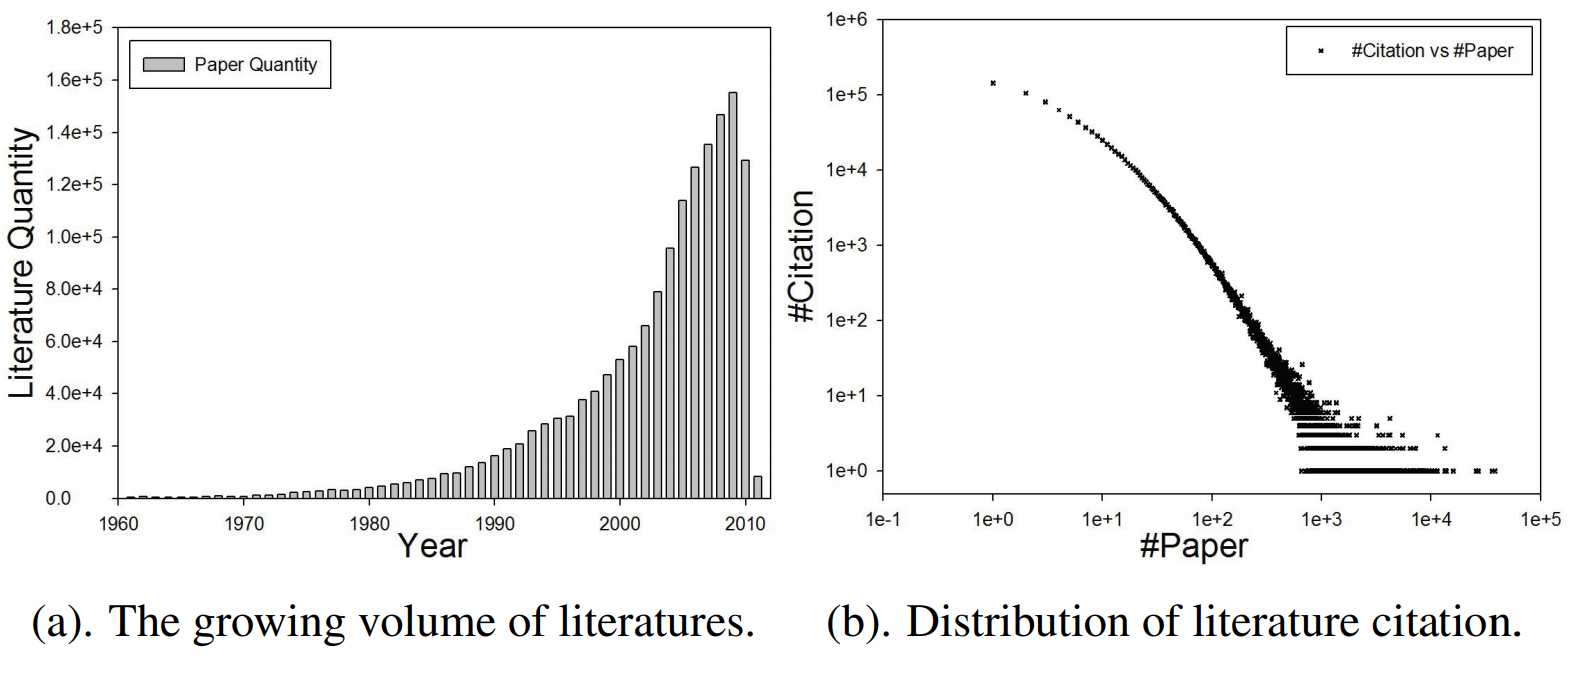 1.8e+5
1.6e+5
1.4e+5
1.2e+5
1.0e+5
8.0e+4
6.0e+4
4.0e+4
2.0e+4
0.0
Literature Quantity
Paper Quantity
1960 1970 1980 1990 2000 2010
Year
(a). The growing volume of literatures.
1e+6
1e+5
1e+4
1e+3
1e+2
1e+1
1e+0
#Citation
#Citation vs #Paper
1e-1 1e+0 1e+1 1e+2 1e+3 1e+4 1e+5
#Paper
(b). Distribution of literature citation.